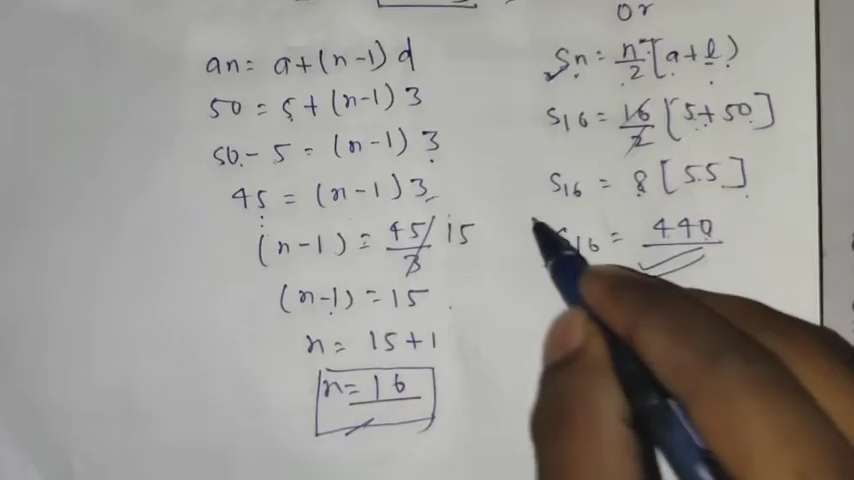 an = a+(n-1) d
50 = 5+(n-1) 3
50-5 = (n-1) 3
45 = (n-1) 3
(n-1) = 45/3 15
(n-1) = 15
n = 15+1
n = 16
or
Sn = n/2 [a+l)
S16 = 16/2 [5+50]
S16 = 8 [55]
S16 = 440